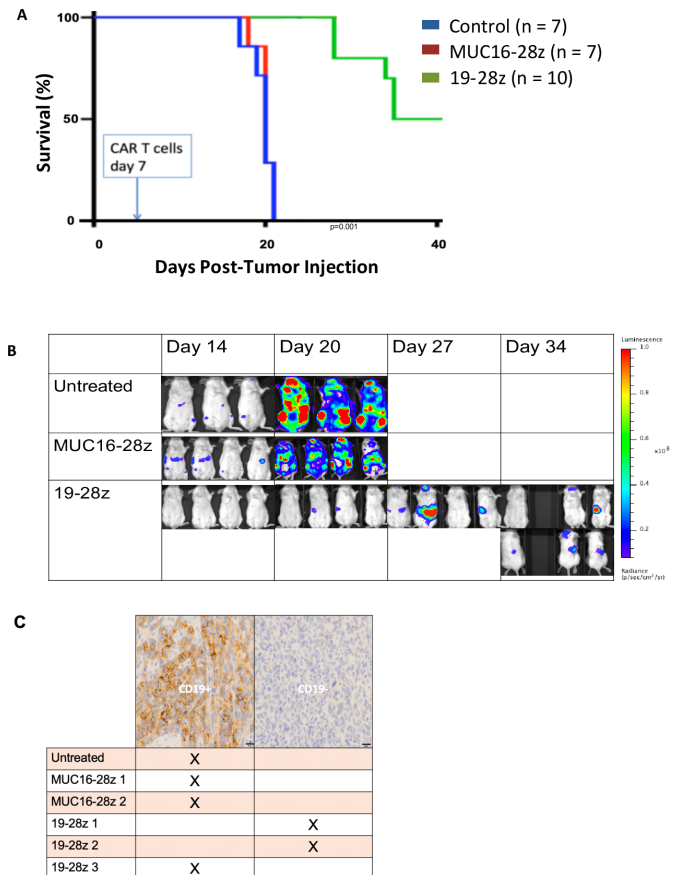 A
100
50
0
Survival (%)
CAR T cells
day 7
Control (n = 7)
MUC16-28z (n = 7)
19-28z (n = 10)
0
20
40
p=0.001
Days Post-Tumor Injection
B
Day 14
Day 20
Day 27
Day 34
Untreated
MUC16-28z
19-28z
Luminescence
1.0
0.8
0.6
x10⁸
0.4
0.2
Radiance
(p/sec/cm²/sr)
C
CD19+
CD19-
Untreated X
MUC16-28z 1 X
MUC16-28z 2 X
19-28z 1 X
19-28z 2 X
19-28z 3 X